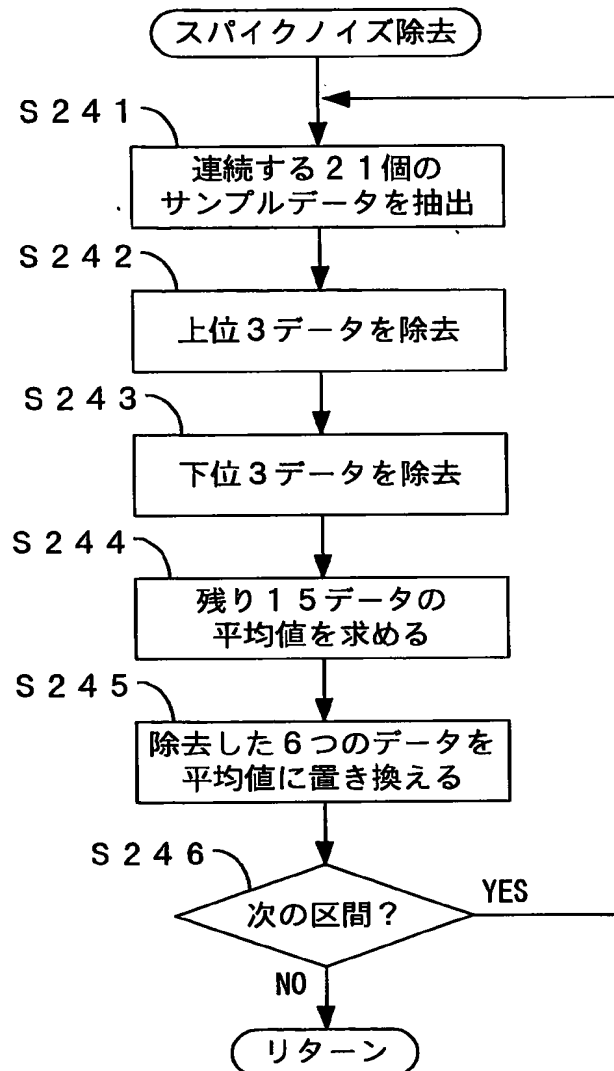 スパイクノイズ除去
S241
連続する21個の
サンプルデータを抽出
S242
上位3データを除去
S243
下位3データを除去
S244
残り15データの
平均値を求める
S245
除去した6つのデータを
平均値に置き換える
S246
次の区間?
YES
NO
リターン